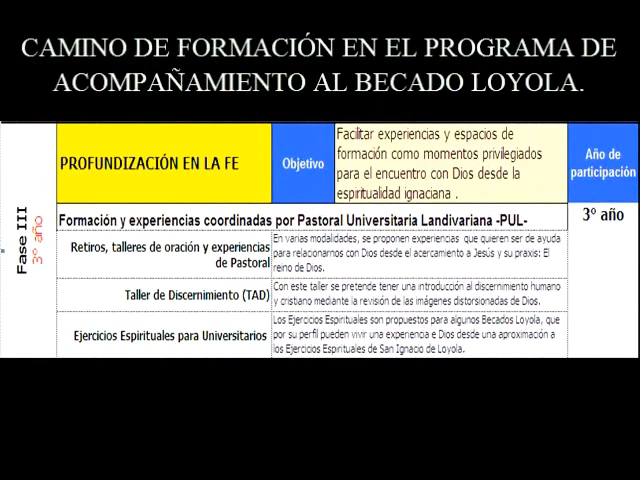 CAMINO DE FORMACIÓN EN EL PROGRAMA DE
ACOMPAÑAMIENTO AL BECADO LOYOLA.
Fase III
3º año
PROFUNDIZACIÓN EN LA FE
Objetivo
Facilitar experiencias y espacios de
formación como momentos privilegiados
para el encuentro con Dios desde la
espiritualidad ignaciana .
Año de
participación
Formación y experiencias coordinadas por Pastoral Universitaria Landivariana -PUL-
3º año
Retiros, talleres de oración y experiencias
de Pastoral
En varias modalidades, se proponen experiencias que quieren ser de ayuda
para relacionarnos con Dios desde el acercamiento a Jesús y su praxis: El
reino de Dios.
Taller de Discernimiento (TAD)
Con este taller se pretende tener una introducción al discernimiento humano
y cristiano mediante la revisión de las imágenes distorsionadas de Dios.
Ejercicios Espirituales para Universitarios
Los Ejercicios Espirituales son propuestos para algunos Becados Loyola, que
por su perfil pueden vivir una experiencia e Dios desde una aproximación a
los Ejercicios Espirituales de San Ignacio de Loyola.